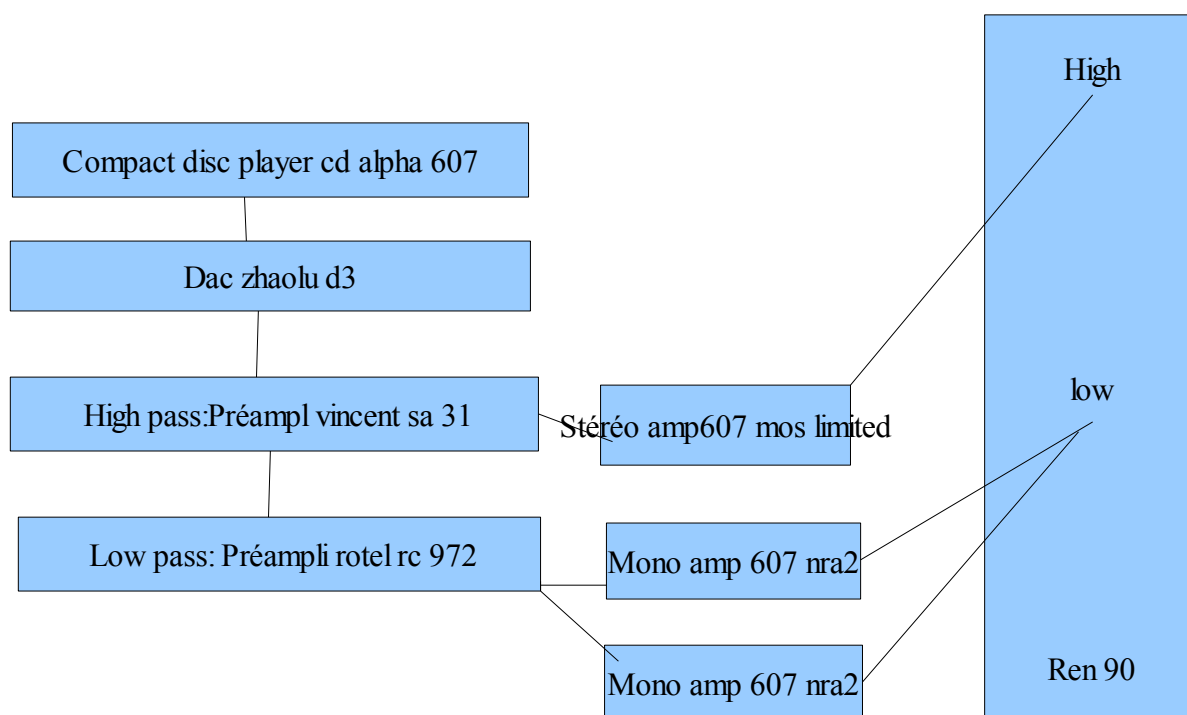 High
Compact disc player cd alpha 607
Dac zhaolu d3
High pass:Préampl vincent sa 31
Stéréo amp607 mos limited
low
Low pass: Préampli rotel rc 972
Mono amp 607 nra2
Mono amp 607 nra2
Ren 90